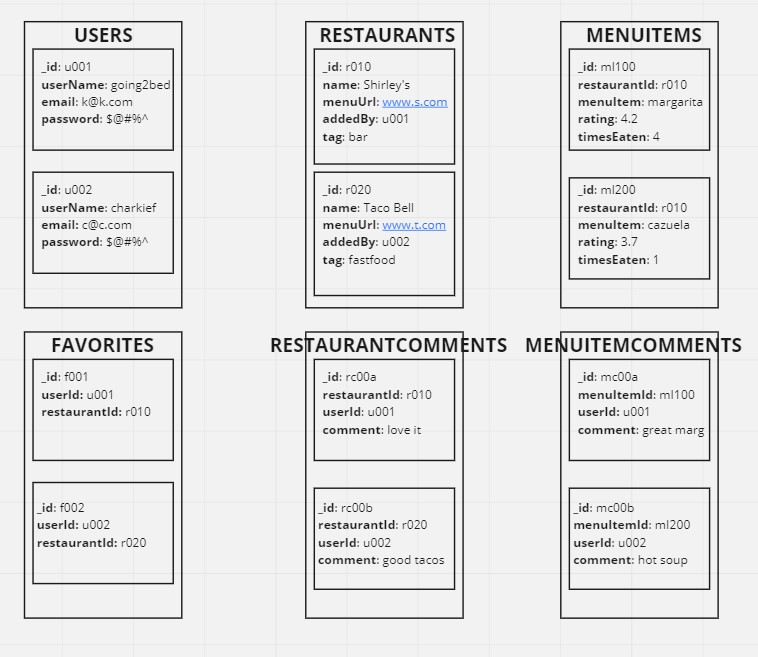 USERS
_id: u001
userName: going2bed
email: k@k.com
password: $@#%^
_id: u002
userName: charkief
email: c@c.com
password: $@#%^
RESTAURANTS
_id: r010
name: Shirley's
menuUrl: www.s.com
addedBy: u001
tag: bar
_id: r020
name: Taco Bell
menuUrl: www.t.com
addedBy: u002
tag: fastfood
MENUITEMS
_id: ml100
restaurantId: r010
menuItem: margarita
rating: 4.2
timesEaten: 4
_id: ml200
restaurantId: r010
menuItem: cazuela
rating: 3.7
timesEaten: 1
FAVORITES
_id: f001
userId: u001
restaurantId: r010
_id: f002
userId: u002
restaurantId: r020
RESTAURANTCOMMENTS
_id: rc00a
restaurantId: r010
userId: u001
comment: love it
_id: rc00b
restaurantId: r020
userId: u002
comment: good tacos
MENUITEMCOMMENTS
_id: mc00a
menuItemId: ml100
userId: u001
comment: great marg
_id: mc00b
menuItemId: ml200
userId: u002
comment: hot soup